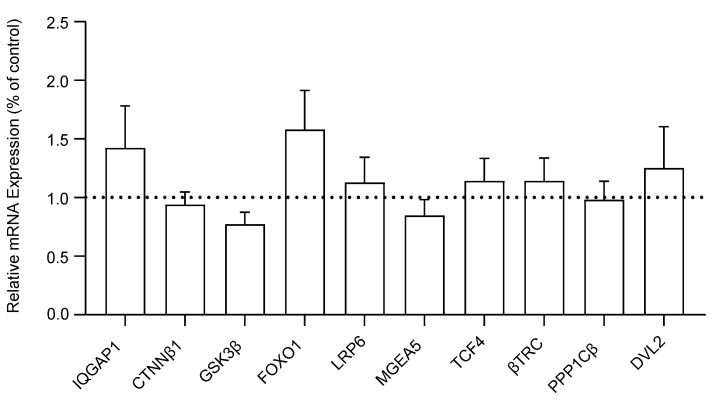 Relative mRNA Expression (% of control)
2.5
2.0
1.5
1.0
0.5
0.0
IQGAP1
CTNNβ1
GSK3β
FOXO1
LRP6
MGEA5
TCF4
βTRC
PPP1Cβ
DVL2